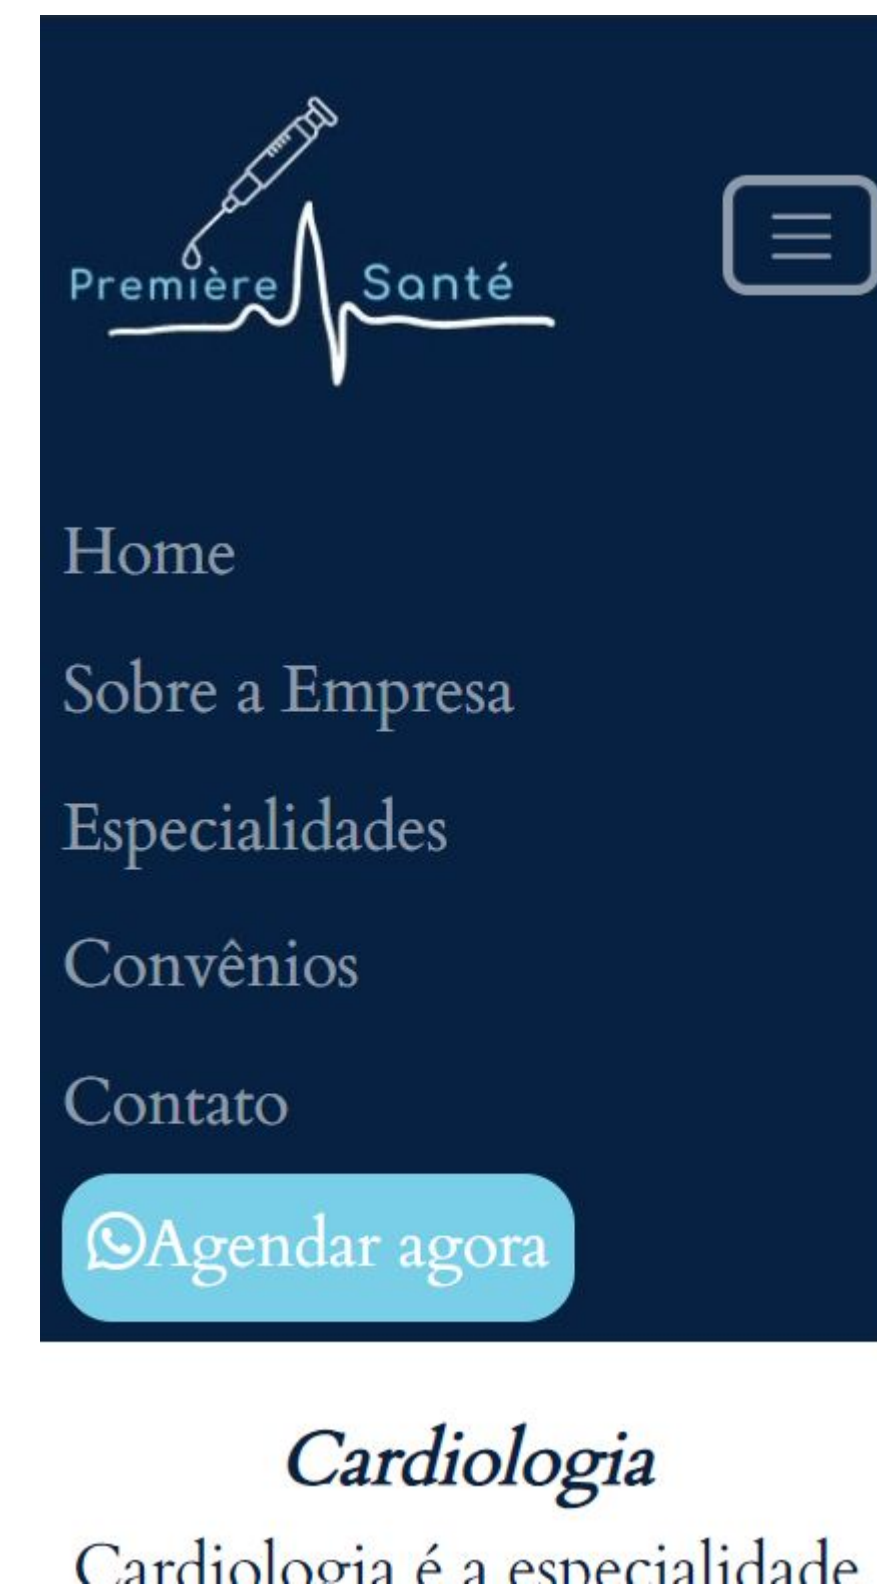 Première Santé
Home
Sobre a Empresa
Especialidades
Convênios
Contato
Agendar agora
Cardiologia
Cardiologia é a especialidade